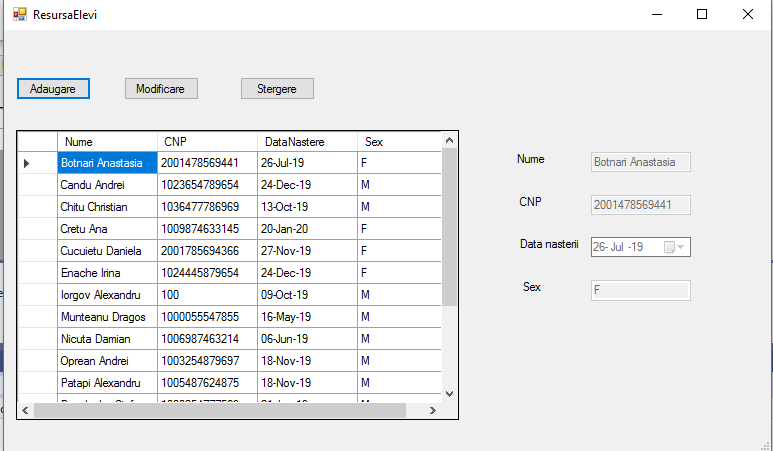 ResursaElevi
Adaugare Modificare Stergere
Nume CNP DataNastere Sex
Botnari Anastasia 2001478569441 26-Jul-19 F
Candu Andrei 1023654789654 24-Dec-19 M
Chitu Christian 1036477786969 13-Oct-19 M
Cretu Ana 1009874633145 20-Jan-20 F
Cucuietu Daniela 2001785694366 27-Nov-19 F
Enache Irina 1024445879654 24-Dec-19 F
Iorgov Alexandru 100 09-Oct-19 M
Munteanu Dragos 1000055547855 16-May-19 M
Nicuta Damian 1006987463214 06-Jun-19 M
Oprean Andrei 1003254879697 18-Nov-19 M
Patapi Alexandru 1005487624875 18-Nov-19 M
Nume Botnari Anastasia
CNP 2001478569441
Data nasterii 26- Jul -19
Sex F